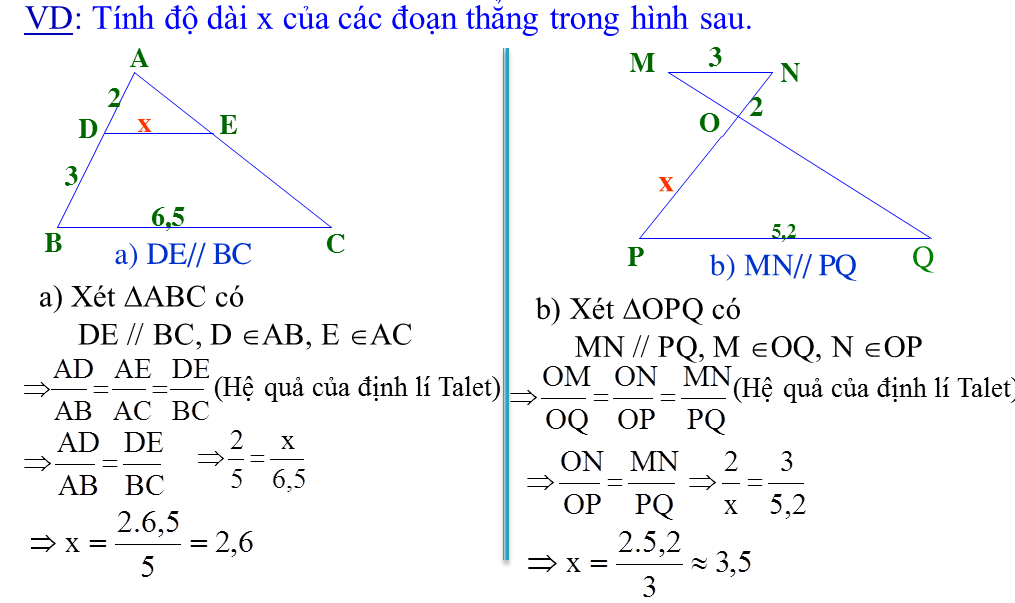 VD: Tính độ dài x của các đoạn thẳng trong hình sau.
A
2
D
x
E
3
6,5
B
C
a) DE// BC
a) Xét ΔABC có
DE // BC, D ∈AB, E ∈AC
⇒ AD/AB = AE/AC = DE/BC (Hệ quả của định lí Talet)
⇒ AD/AB = DE/BC ⇒ 2/5 = x/6,5
⇒ x = 2.6,5/5 = 2,6
M
3
N
2
O
x
5,2
P
Q
b) MN// PQ
b) Xét ΔOPQ có
MN // PQ, M ∈OQ, N ∈OP
⇒ OM/OQ = ON/OP = MN/PQ (Hệ quả của định lí Talet)
⇒ ON/OP = MN/PQ ⇒ 2/x = 3/5,2
⇒ x = 2.5,2/3 ≈ 3,5